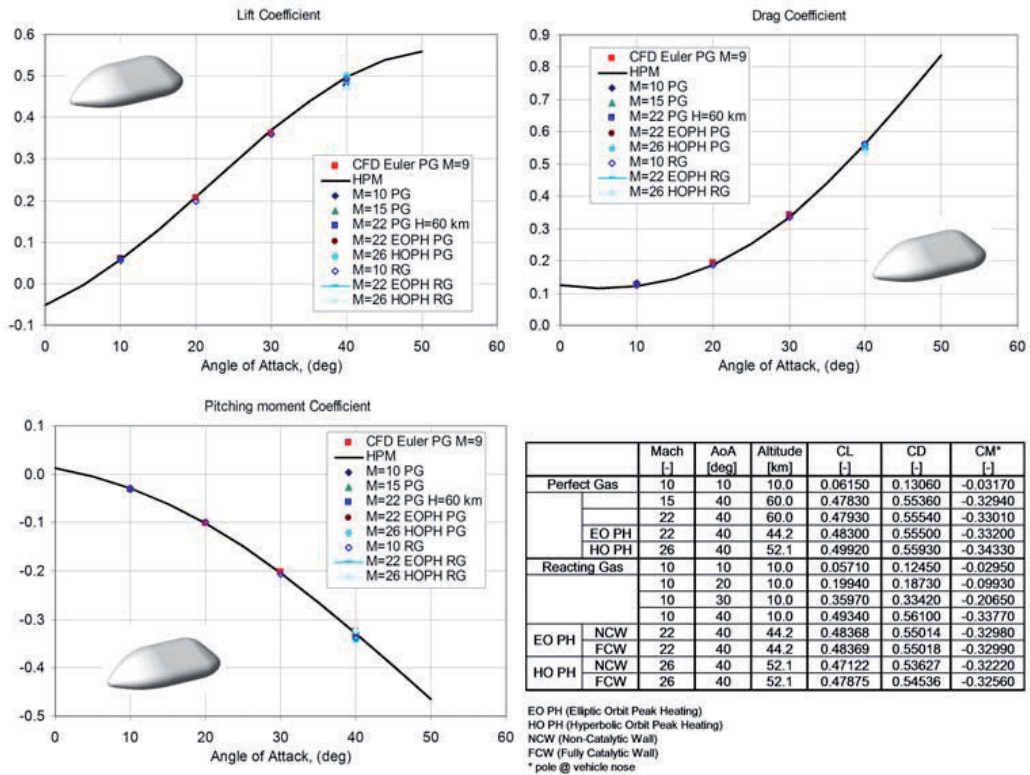 Lift Coefficient
0.6
0.5
0.4
0.3
0.2
0.1
0.0
-0.1
0 10 20 30 40 50 60
Angle of Attack, (deg)
CFD Euler PG M=9
HPM
M=10 PG
M=15 PG
M=22 PG H=60 km
M=22 EOPH PG
M=26 HOPH PG
M=10 RG
M=22 EOPH RG
M=26 HOPH RG
Drag Coefficient
0.9
0.8
0.7
0.6
0.5
0.4
0.3
0.2
0.1
0.0
0 10 20 30 40 50 60
Angle of Attack, (deg)
CFD Euler PG M=9
HPM
M=10 PG
M=15 PG
M=22 PG H=60 km
M=22 EOPH PG
M=26 HOPH PG
M=10 RG
M=22 EOPH RG
M=26 HOPH RG
Pitching moment Coefficient
0.1
0.0
-0.1
-0.2
-0.3
-0.4
-0.5
0 10 20 30 40 50 60
Angle of Attack, (deg)
CFD Euler PG M=9
HPM
M=10 PG
M=15 PG
M=22 PG H=60 km
M=22 EOPH PG
M=26 HOPH PG
M=10 RG
M=22 EOPH RG
M=26 HOPH RG
Mach AoA Altitude CL CD CM*
[-] [deg] [km] [-] [-] [-]
Perfect Gas 10 10 10.0 0.06150 0.13060 -0.03170
15 40 60.0 0.47830 0.55360 -0.32940
22 40 60.0 0.47930 0.55540 -0.33010
EO PH 22 40 44.2 0.48300 0.55500 -0.33200
HO PH 26 40 52.1 0.49920 0.55930 -0.34330
Reacting Gas 10 10 10.0 0.05710 0.12450 -0.02950
10 20 10.0 0.19940 0.18730 -0.09930
10 30 10.0 0.35970 0.33420 -0.20650
10 40 10.0 0.49340 0.56100 -0.33770
EO PH NCW 22 40 44.2 0.48368 0.55014 -0.32980
FCW 22 40 44.2 0.48369 0.55018 -0.32990
HO PH NCW 26 40 52.1 0.47122 0.53627 -0.32220
FCW 26 40 52.1 0.47875 0.54536 -0.32560
EO PH (Elliptic Orbit Peak Heating)
HO PH (Hyperbolic Orbit Peak Heating)
NCW (Non-Catalytic Wall)
FCW (Fully Catalytic Wall)
* pole @ vehicle nose